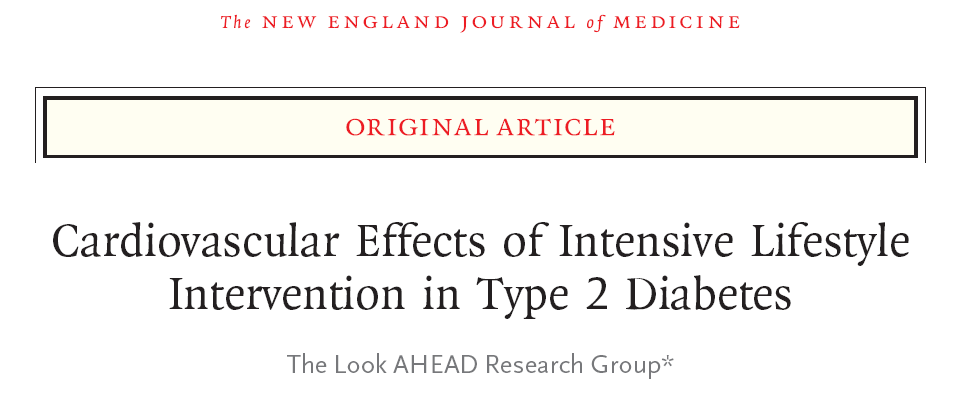 The NEW ENGLAND JOURNAL of MEDICINE
ORIGINAL ARTICLE
Cardiovascular Effects of Intensive Lifestyle
Intervention in Type 2 Diabetes
The Look AHEAD Research Group*